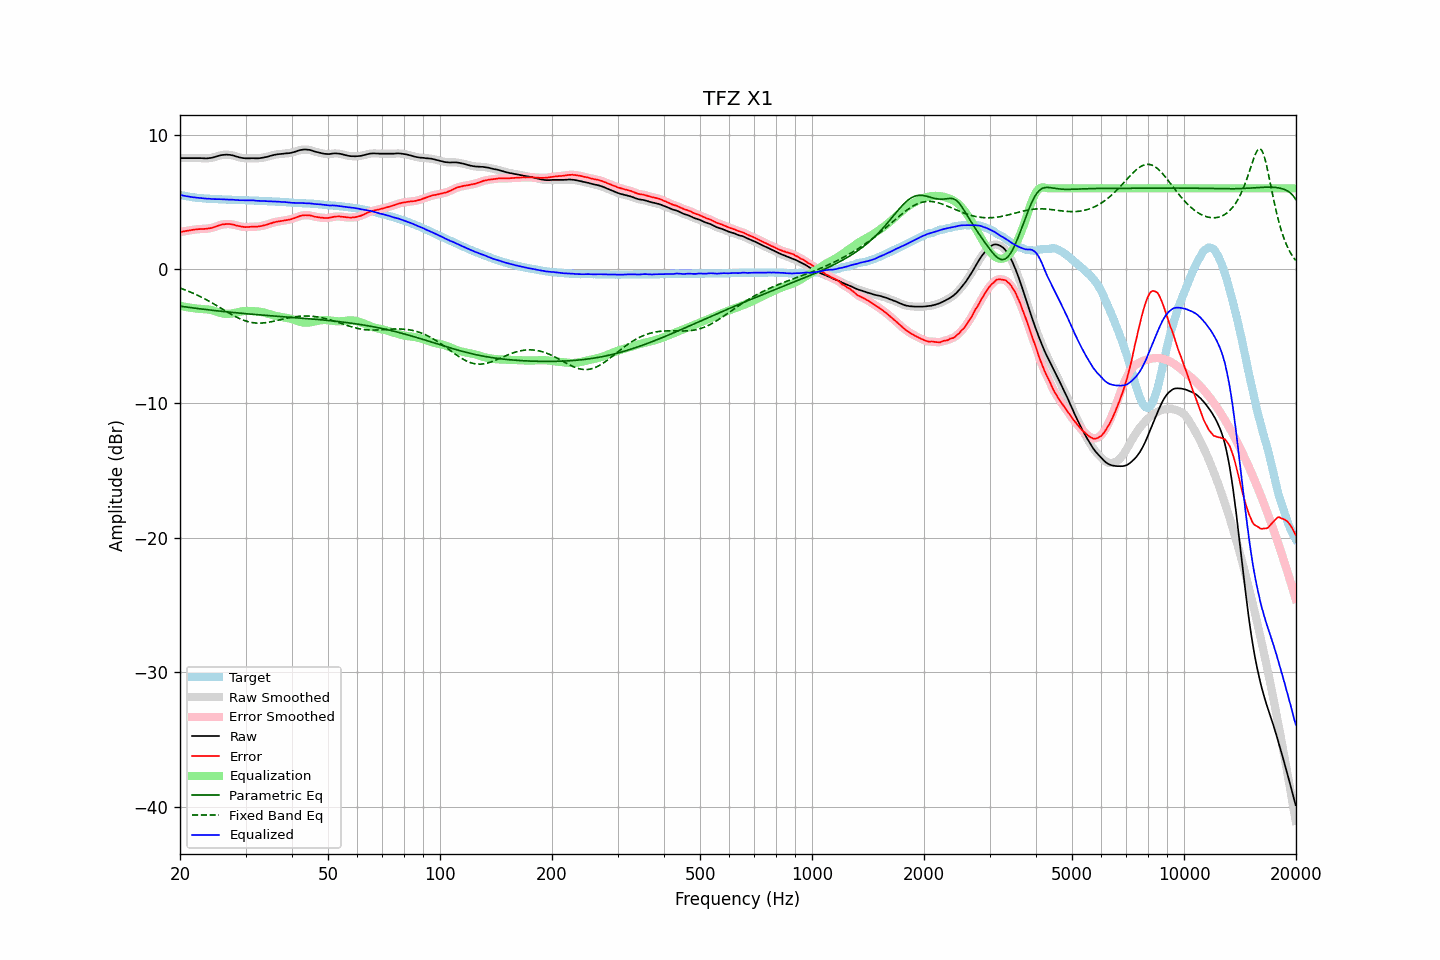 TFZ X1
Amplitude (dBr)
10
0
−10
−20
−30
−40
Target
Raw Smoothed
Error Smoothed
Raw
Error
Equalization
Parametric Eq
Fixed Band Eq
Equalized
20 50 100 200 500 1000 2000 5000 10000 20000
Frequency (Hz)